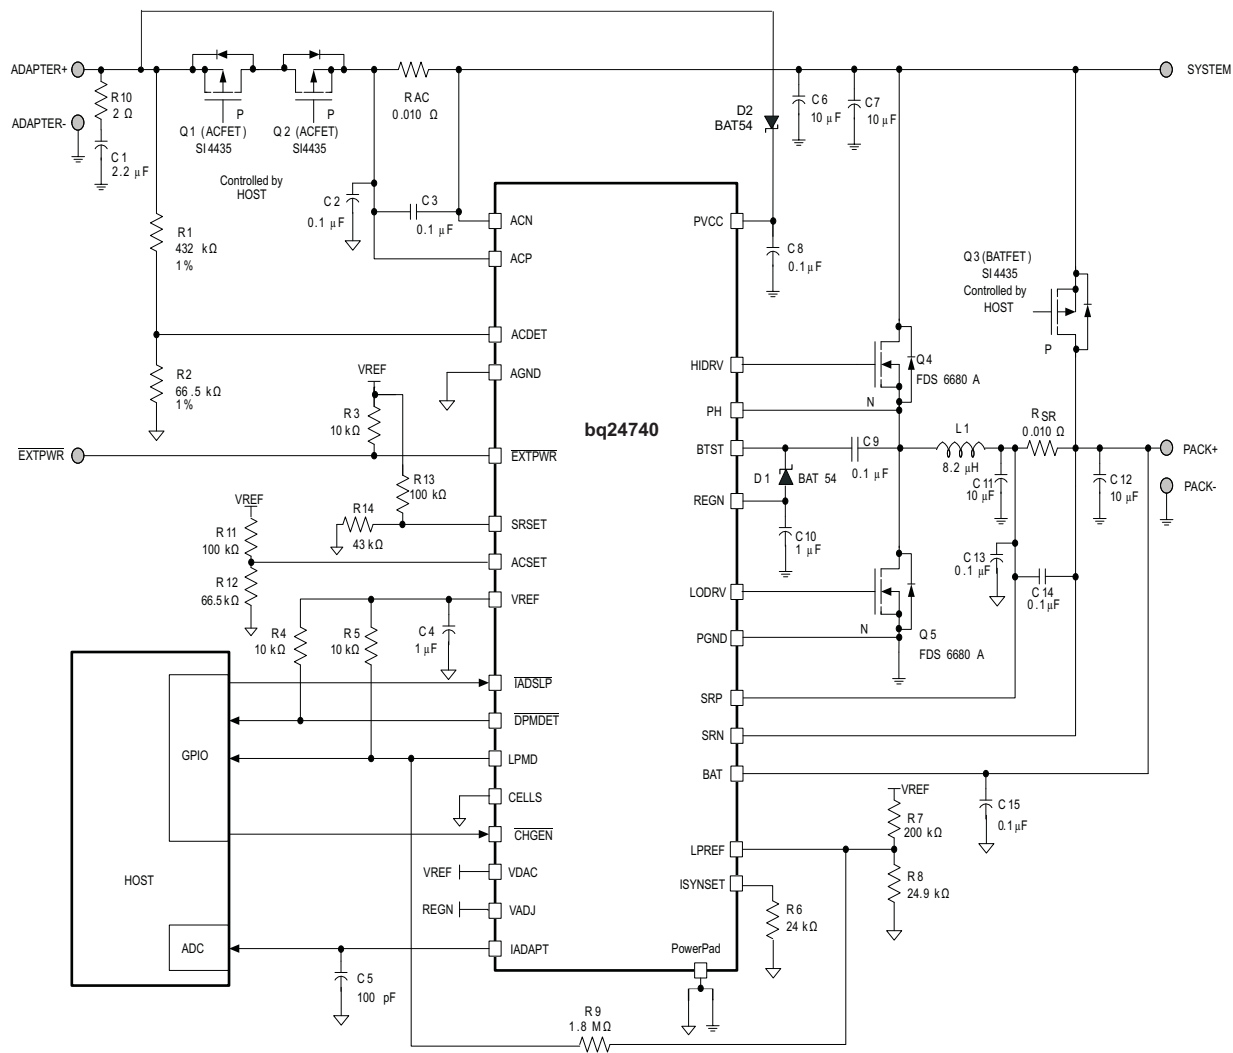 ADAPTER+
ADAPTER-
R10
2 Ω
C1
2.2 µF
P
Q1 (ACFET)
SI4435
P
Q2 (ACFET)
SI4435
Controlled by
HOST
RAC
0.010 Ω
C2
0.1 µF
C3
0.1 µF
D2
BAT54
C6
10 µF
C7
10 µF
SYSTEM
R1
432 kΩ
1%
R2
66.5 kΩ
1%
ACN
ACP
ACDET
AGND
EXTPWR
SRSET
ACSET
VREF
IADSLP
DPMDET
LPMD
CELLS
CHGEN
VDAC
VADJ
IADAPT
bq24740
PVCC
HIDRV
PH
BTST
REGN
LODRV
PGND
SRP
SRN
BAT
LPREF
ISYNSET
PowerPad
C8
0.1µF
Q3(BATFET)
SI4435
Controlled by
HOST
P
Q4
FDS 6680 A
N
EXTPWR
VREF
R3
10 kΩ
R13
100 kΩ
R14
43 kΩ
VREF
R11
100 kΩ
R12
66.5kΩ
R4
10 kΩ
R5
10 kΩ
C4
1 µF
C9
0.1 µF
D1
BAT 54
C10
1 µF
L1
8.2 µH
RSR
0.010 Ω
C11
10 µF
C12
10 µF
PACK+
PACK-
C13
0.1 µF
C14
0.1µF
N
Q5
FDS 6680 A
GPIO
HOST
ADC
VREF
REGN
C5
100 pF
C15
0.1µF
VREF
R7
200 kΩ
R8
24.9 kΩ
R6
24 kΩ
R9
1.8 MΩ